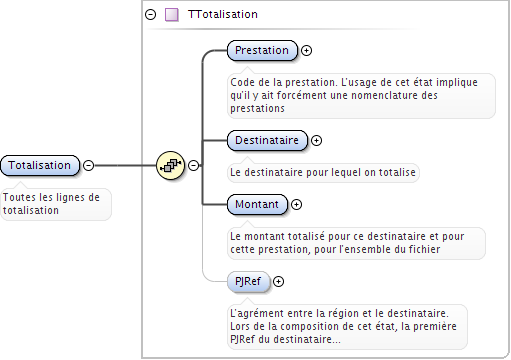 TTotalisation
Prestation
Code de la prestation. L'usage de cet état implique
qu'il y ait forcément une nomenclature des
prestations
Destinataire
Le destinataire pour lequel on totalise
Totalisation
Toutes les lignes de
totalisation
Montant
Le montant totalisé pour ce destinataire et pour
cette prestation, pour l'ensemble du fichier
PJRef
L'agrément entre la région et le destinataire.
Lors de la composition de cet état, la première
PJRef du destinataire...